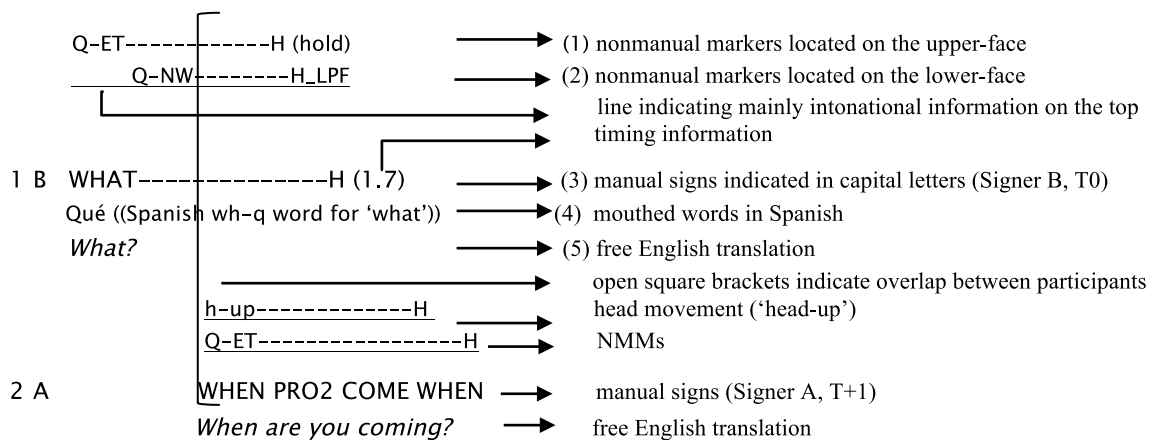 Q-ET-----------H (hold) (1) nonmanual markers located on the upper-face
Q-NW--------H_LPF (2) nonmanual markers located on the lower-face
line indicating mainly intonational information on the top
timing information
1 B WHAT----------------H (1.7) (3) manual signs indicated in capital letters (Signer B, T0)
Qué ((Spanish wh-q word for 'what')) (4) mouthed words in Spanish
What? (5) free English translation
open square brackets indicate overlap between participants
h-up-------------H head movement ('head-up')
Q-ET-----------------H NMMs
2 A WHEN PRO2 COME WHEN manual signs (Signer A, T+1)
When are you coming? free English translation